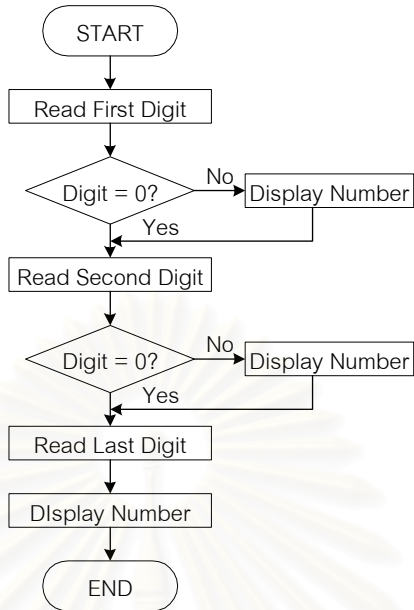 START
Read First Digit
Digit = 0?
No
Display Number
Yes
Read Second Digit
Digit = 0?
No
Display Number
Yes
Read Last Digit
DIsplay Number
END